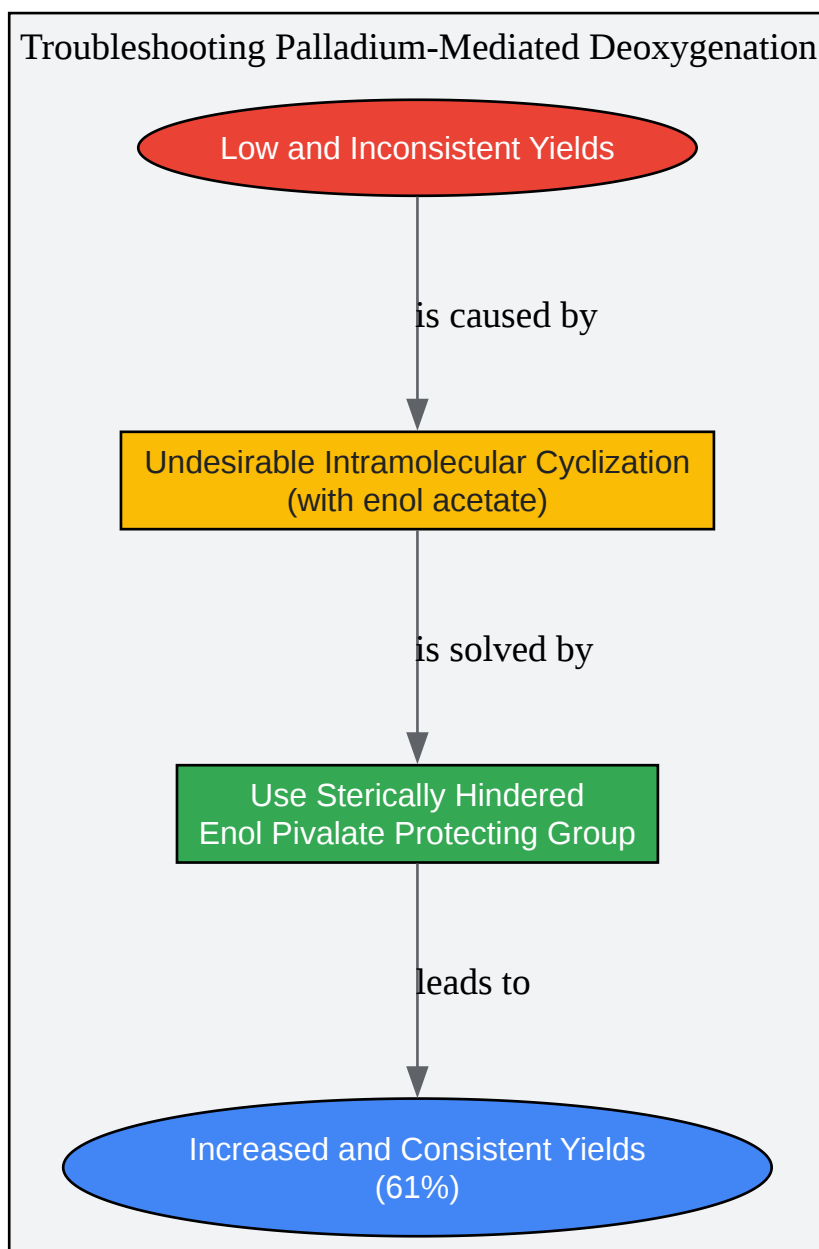 Troubleshooting Palladium-Mediated Deoxygenation
Low and Inconsistent Yields
is caused by
Undesirable Intramolecular Cyclization
(with enol acetate)
is solved by
Use Sterically Hindered
Enol Pivalate Protecting Group
leads to
Increased and Consistent Yields
(61%)